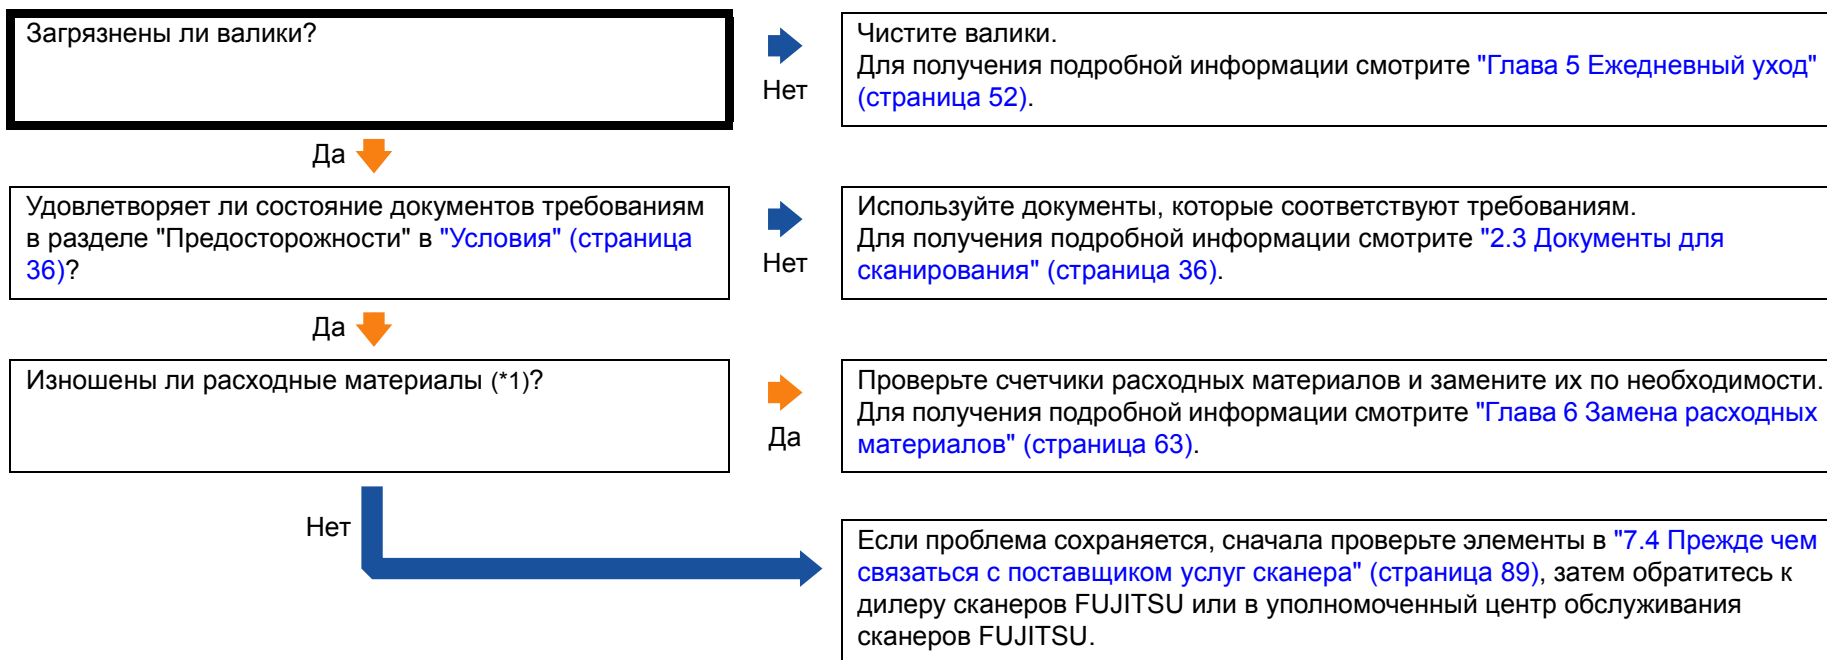 Загрязнены ли валики?
Нет
Чистите валики.
Для получения подробной информации смотрите "Глава 5 Ежедневный уход"
(страница 52).
Да
Удовлетворяет ли состояние документов требованиям
в разделе "Предосторожности" в "Условия" (страница
36)?
Нет
Используйте документы, которые соответствуют требованиям.
Для получения подробной информации смотрите "2.3 Документы для
сканирования" (страница 36).
Да
Изношены ли расходные материалы (*1)?
Да
Проверьте счетчики расходных материалов и замените их по необходимости.
Для получения подробной информации смотрите "Глава 6 Замена расходных
материалов" (страница 63).
Нет
Если проблема сохраняется, сначала проверьте элементы в "7.4 Прежде чем
связаться с поставщиком услуг сканера" (страница 89), затем обратитесь к
дилеру сканеров FUJITSU или в уполномоченный центр обслуживания
сканеров FUJITSU.